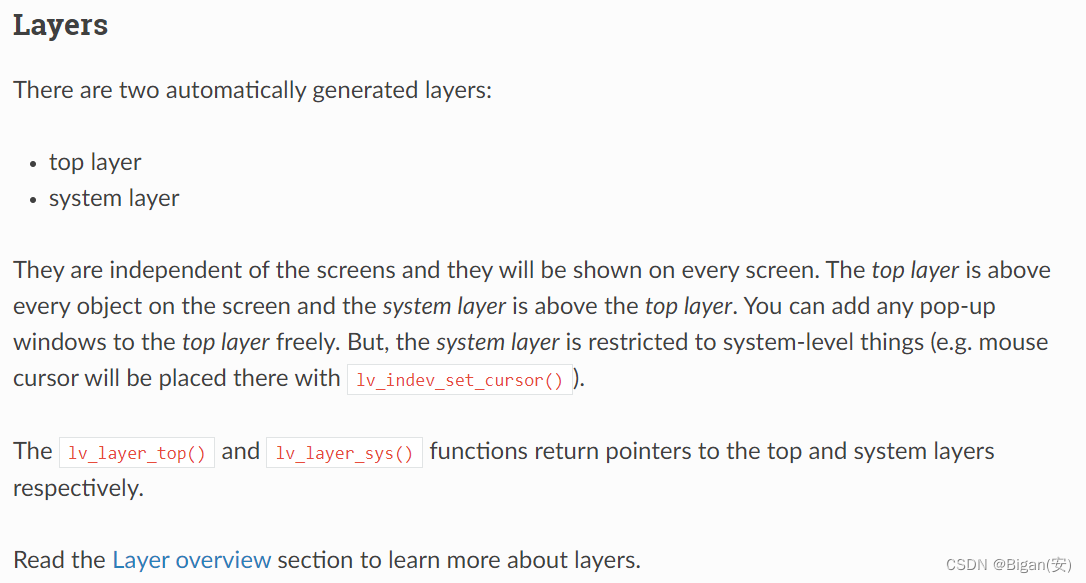 Layers
There are two automatically generated layers:
• top layer
• system layer
They are independent of the screens and they will be shown on every screen. The top layer is above
every object on the screen and the system layer is above the top layer. You can add any pop-up
windows to the top layer freely. But, the system layer is restricted to system-level things (e.g. mouse
cursor will be placed there with lv_indev_set_cursor()).
The lv_layer_top() and lv_layer_sys() functions return pointers to the top and system layers
respectively.
Read the Layer overview section to learn more about layers.
CSDN @Bigan(安)